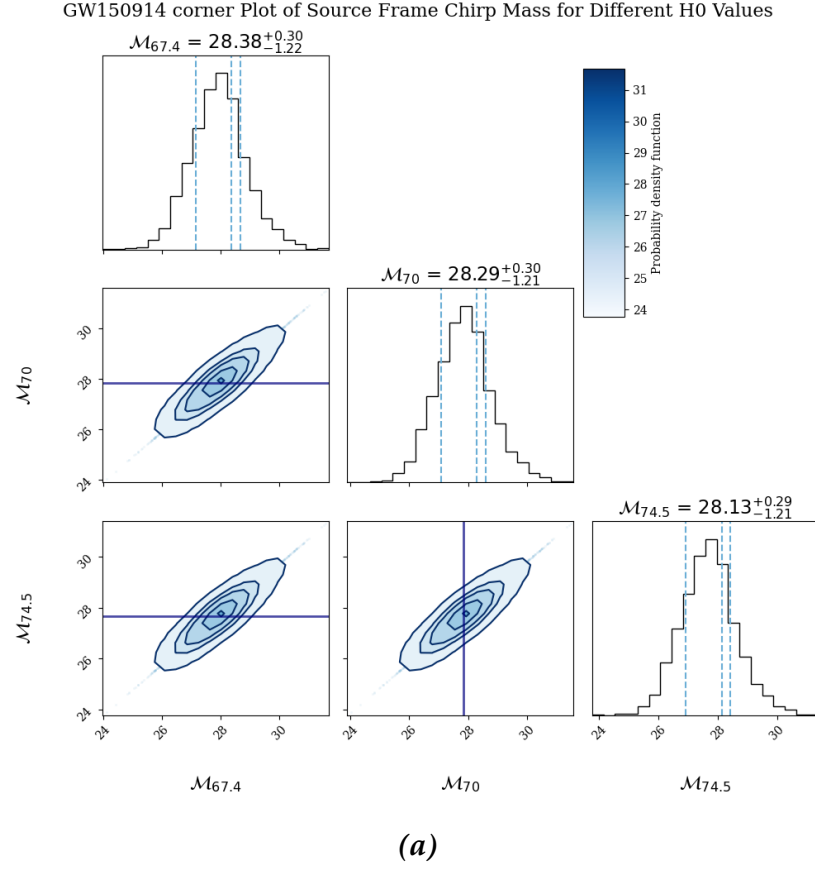 GW150914 corner Plot of Source Frame Chirp Mass for Different H0 Values
ℳ67.4 = 28.38+0.30−1.22
31
30
29
28
27
26
25
24
Probability density function
ℳ70 = 28.29+0.30−1.21
30
28
26
24
ℳ70
ℳ74.5 = 28.13+0.29−1.21
30
28
26
24
ℳ74.5
24 26 28 30
24 26 28 30
24 26 28 30
ℳ67.4 ℳ70 ℳ74.5
(a)